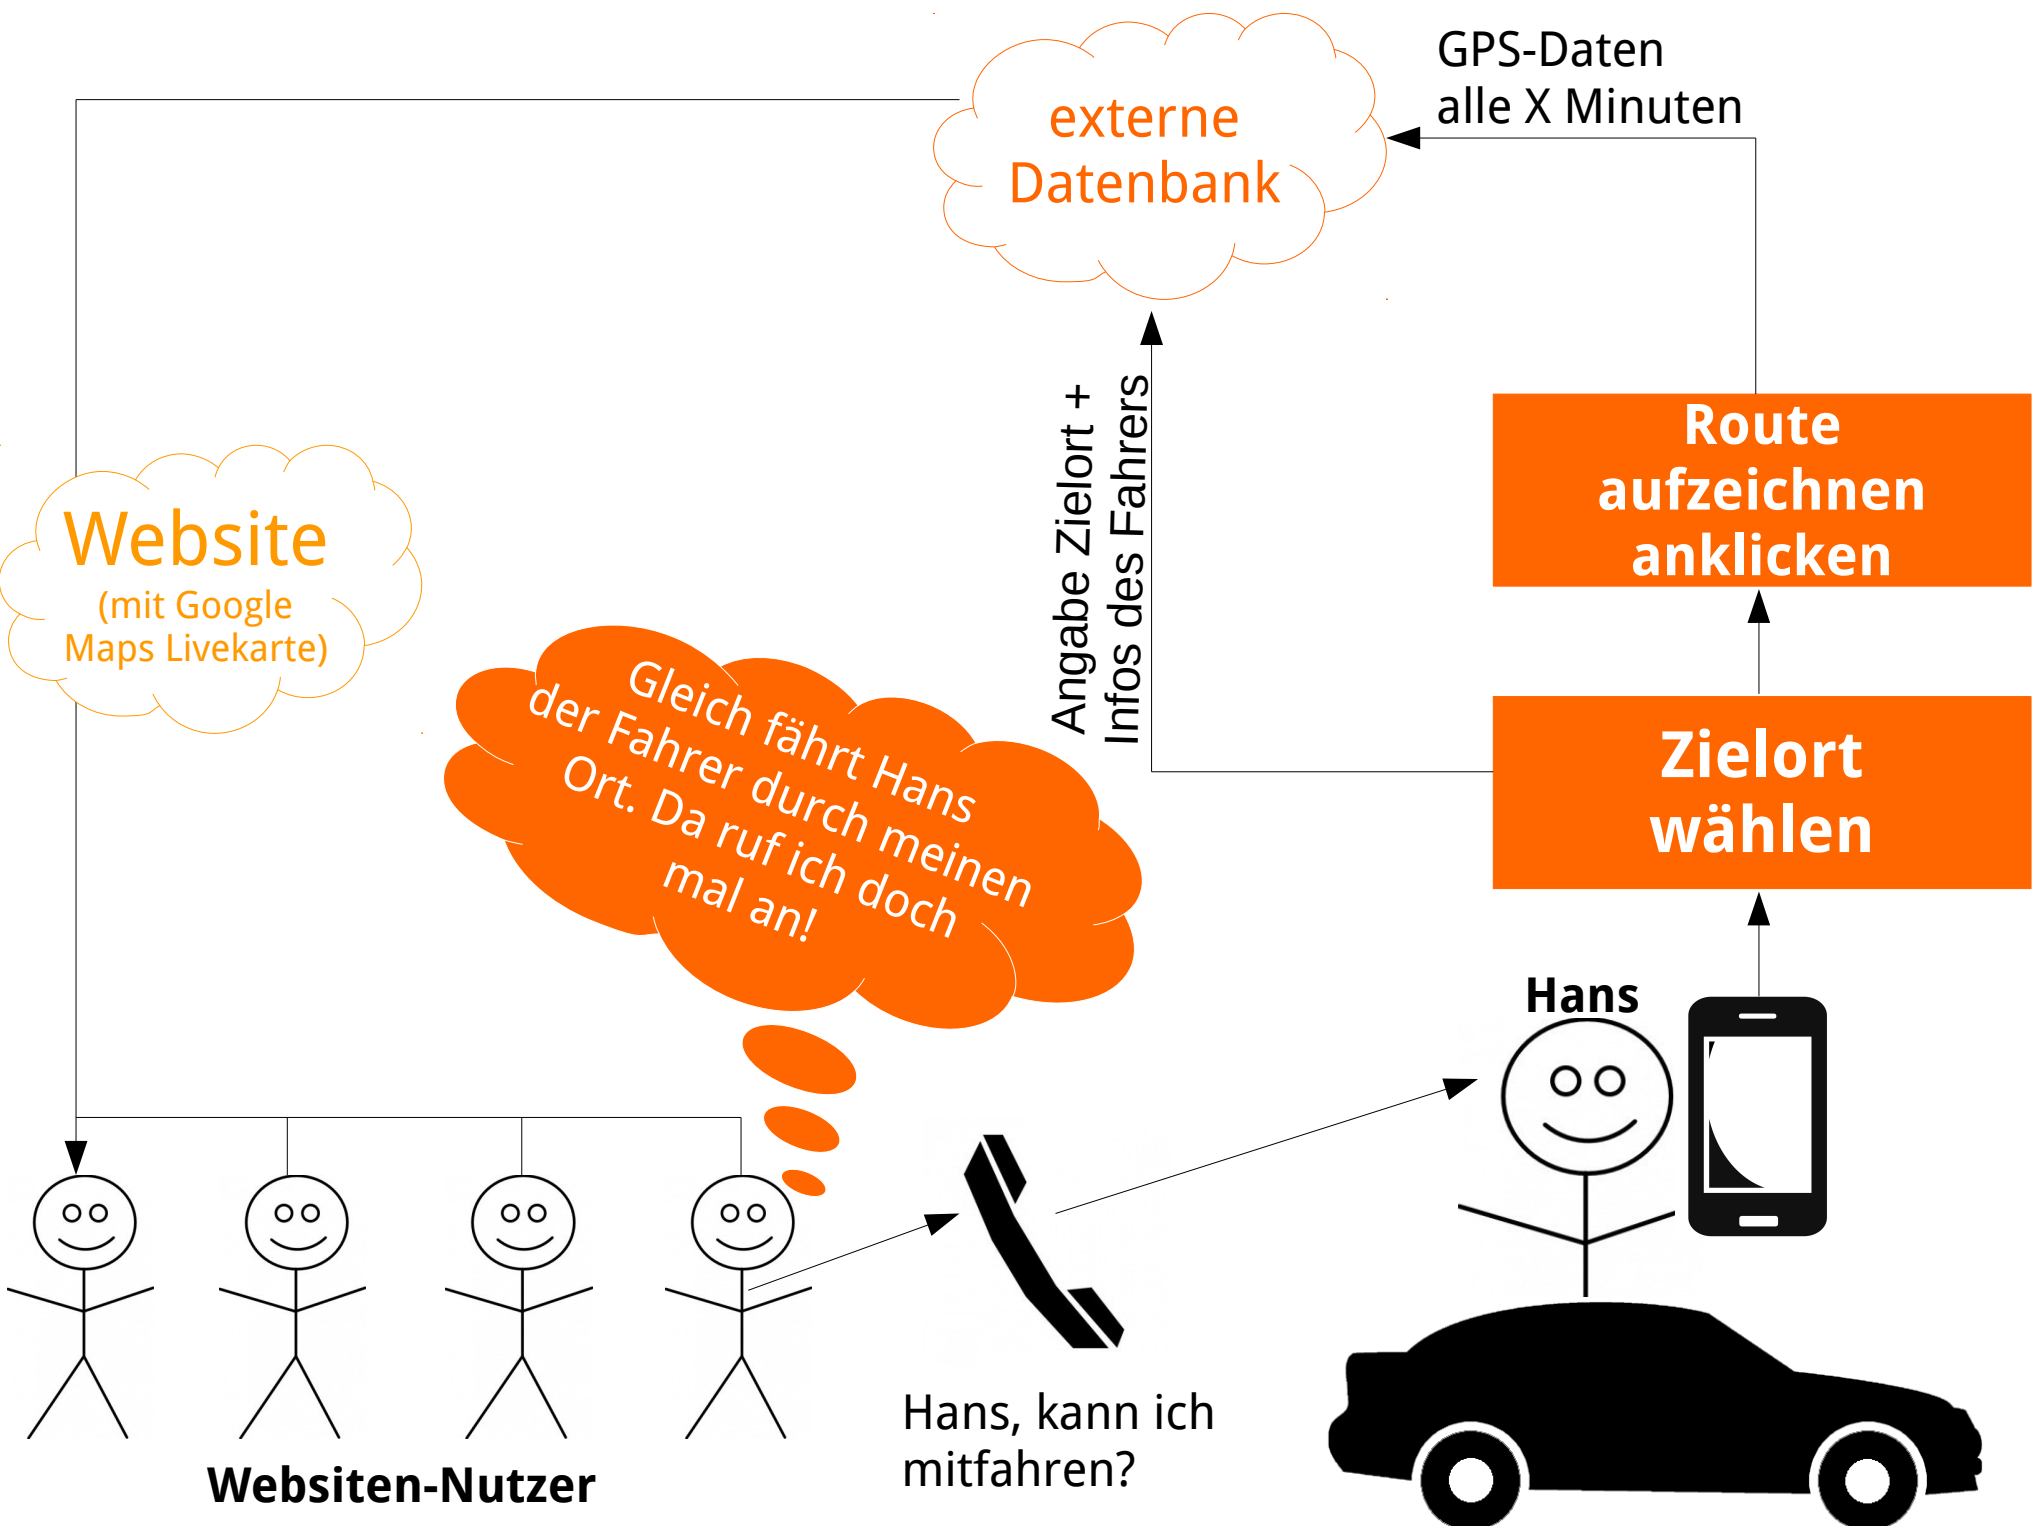 GPS-Daten
alle X Minuten
externe
Datenbank
Route
aufzeichnen
anklicken
Angabe Zielort +
Infos des Fahrers
Website
(mit Google
Maps Livekarte)
Gleich fährt Hans
der Fahrer durch meinen
Ort. Da ruf ich doch
mal an!
Zielort
wählen
Hans
Hans, kann ich
mitfahren?
Websiten-Nutzer